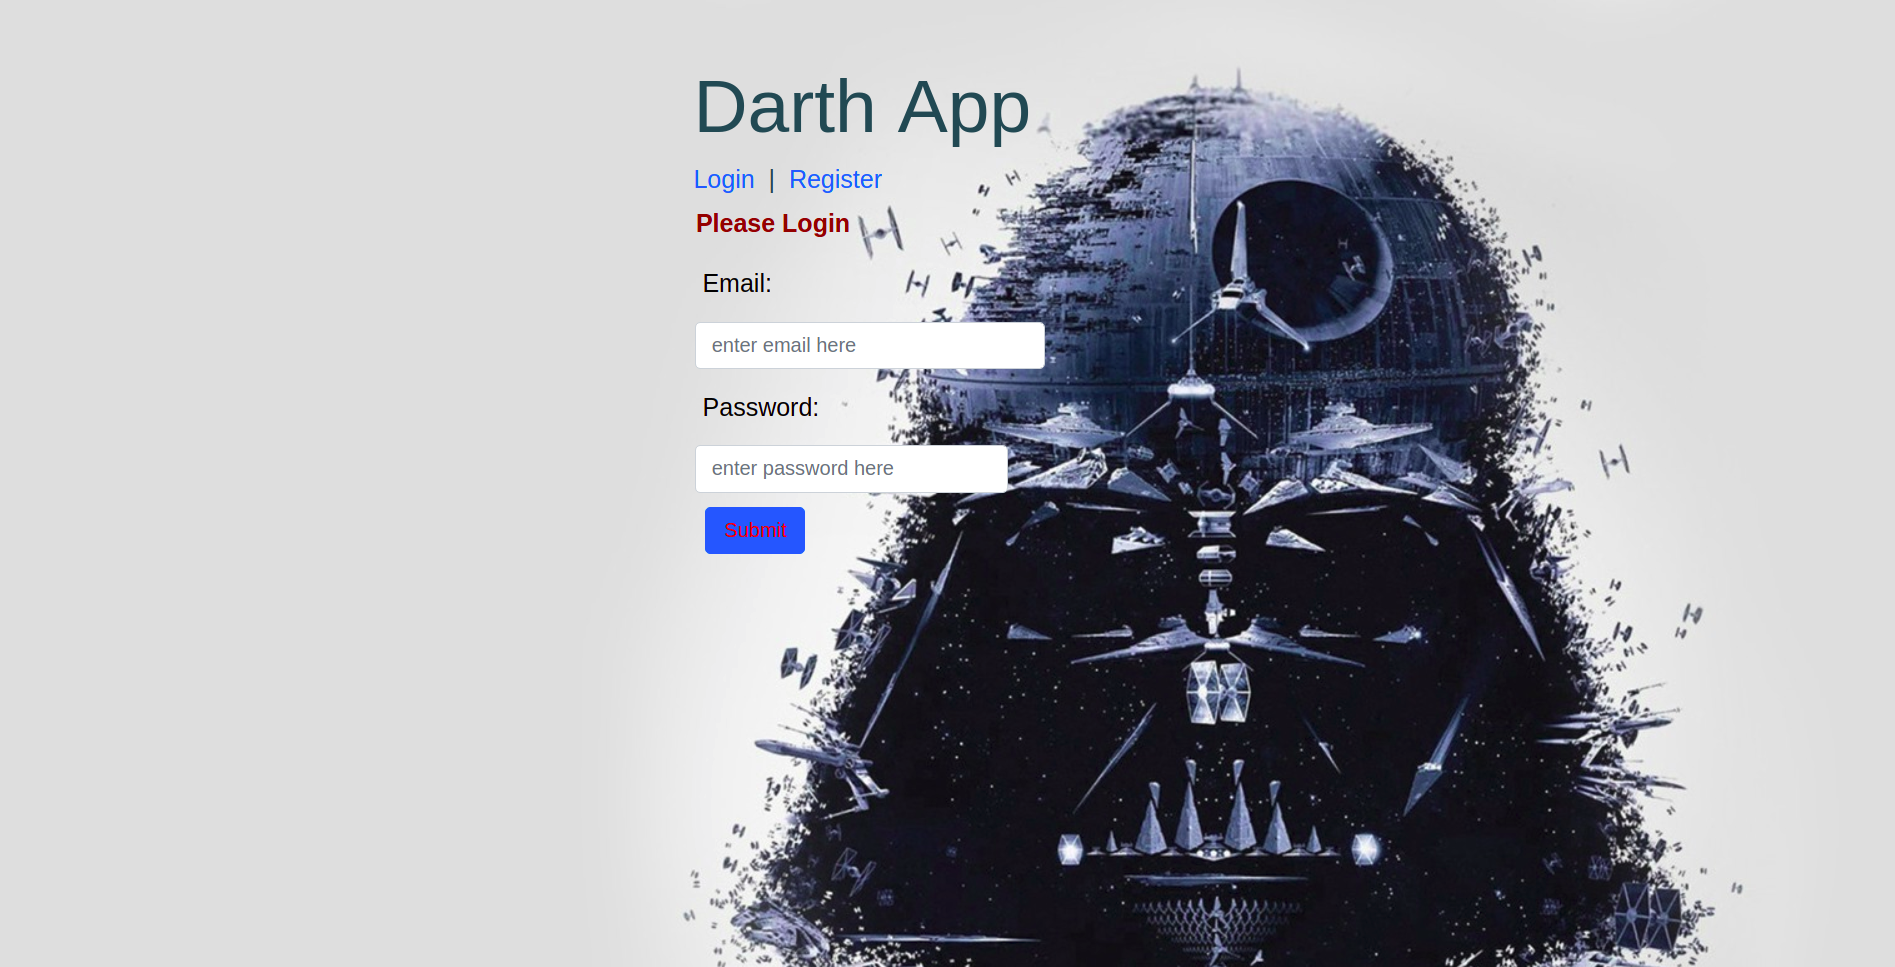 Darth App
Login | Register
Please Login
Email:
enter email here
Password:
enter password here
Submit